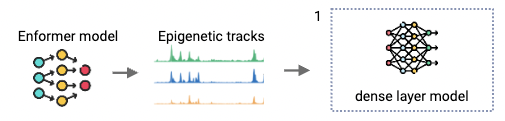 Enformer model
Epigenetic tracks
1
dense layer model